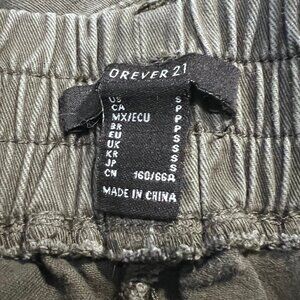 OREVER 21
US S
CA P
MX/ECU P
BR P
EU S
UK S
KR S
JP S
CN 160/66A
MADE IN CHINA